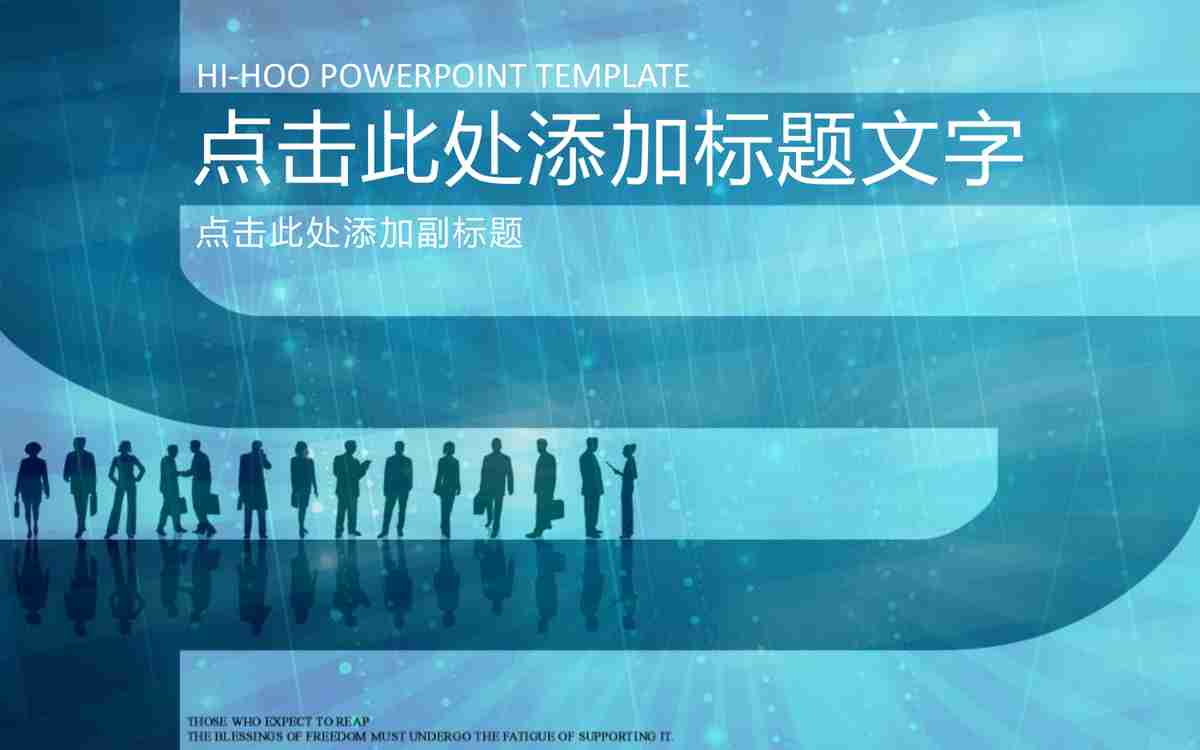 HI-HOO POWERPOINT TEMPLATE
点击此处添加标题文字
点击此处添加副标题
THOSE WHO EXPECT TO REAP
THE BLESSINGS OF FREEDOM MUST UNDERGO THE FATIGUE OF SUPPORTING IT.